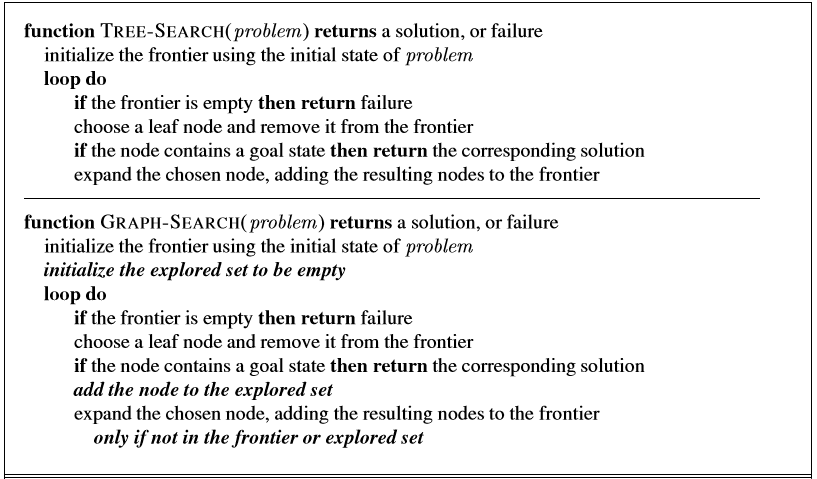 function TREE-SEARCH(problem) returns a solution, or failure
initialize the frontier using the initial state of problem
loop do
if the frontier is empty then return failure
choose a leaf node and remove it from the frontier
if the node contains a goal state then return the corresponding solution
expand the chosen node, adding the resulting nodes to the frontier
function GRAPH-SEARCH(problem) returns a solution, or failure
initialize the frontier using the initial state of problem
initialize the explored set to be empty
loop do
if the frontier is empty then return failure
choose a leaf node and remove it from the frontier
if the node contains a goal state then return the corresponding solution
add the node to the explored set
expand the chosen node, adding the resulting nodes to the frontier
only if not in the frontier or explored set